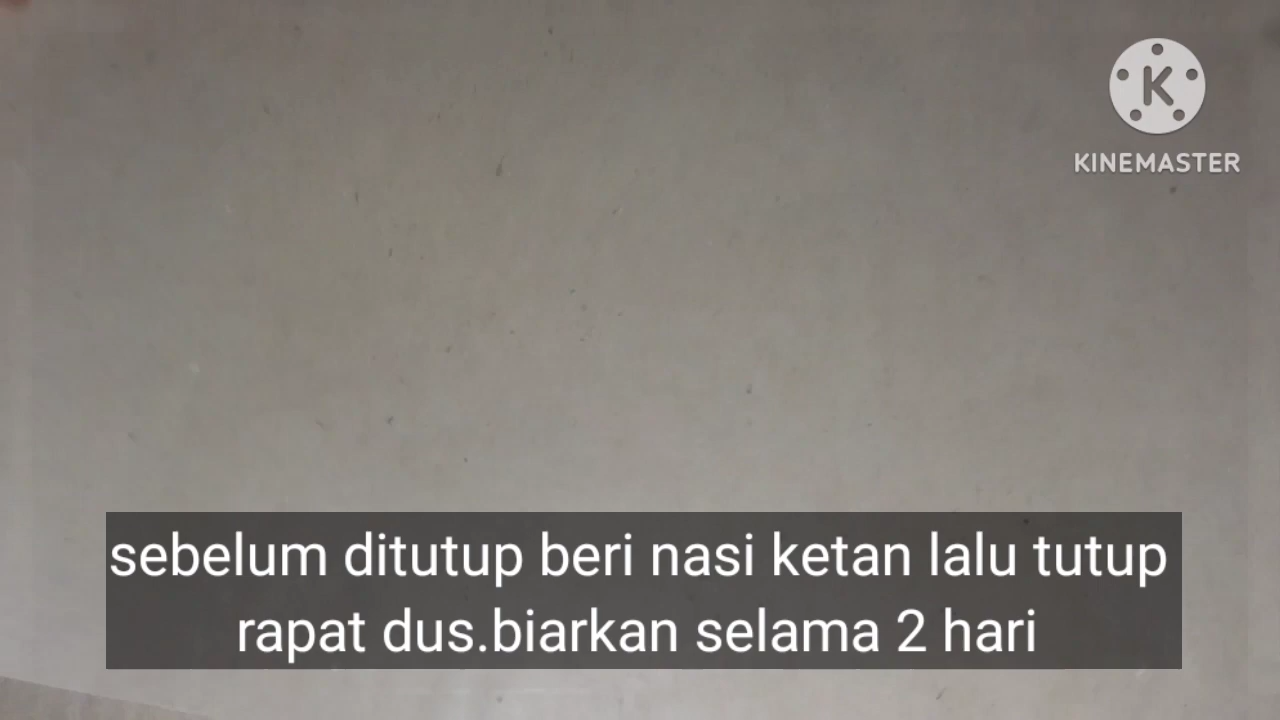 K
KINEMASTER
sebelum ditutup beri nasi ketan lalu tutup
rapat dus.biarkan selama 2 hari